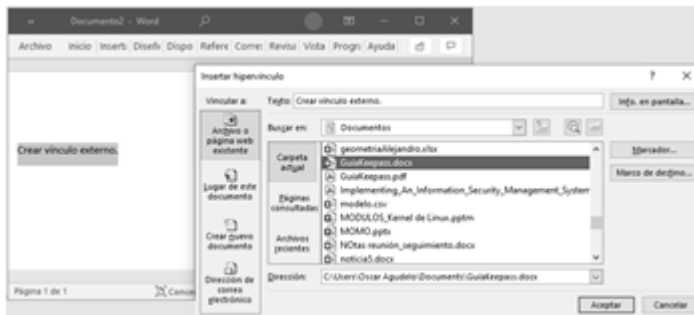 Documento2 - Word
Archivo Inicio Insert Diseñ Dispo Refere Corre Revisa Vista Progra Ayuda
Insertar hipervínculo ? X
Vincular a: Texto: Crear vínculo externo. Info. en pantalla...
Archivo o página web existente
Buscar en: Documentos
Crear vínculo externo.
Carpeta actual
geometriaAlejandro.xlsx
Marcador...
GuiaKeepass.docx
Marco de destino...
GuiaKeepass.pdf
Lugar de este documento
Páginas consultadas
Implementing_An_Information_Security_Management_System
modelo.csv
Crear nuevo documento
MODULOS_Kernel de Linux.pptm
Archivos recientes
MOMO.pptx
NOtas reunión_seguimiento.docx
noticia5.docx
Dirección de correo electrónico
Dirección: C:\Users\Oscar Agudelo\Documents\GuiaKeepass.docx
Página 1 de 1
Aceptar Cancelar